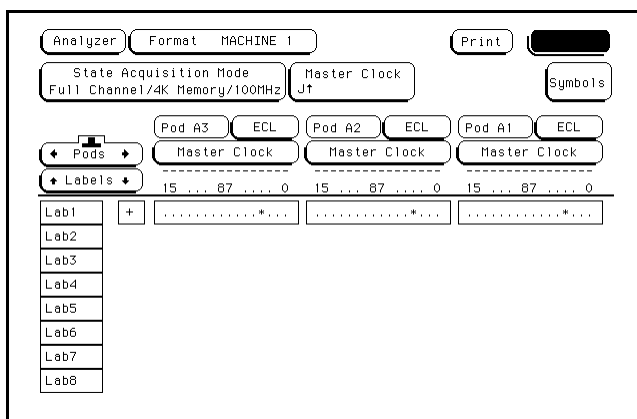 Analyzer Format MACHINE 1 Print
State Acquisition Mode
Full Channel/4K Memory/100MHz
Master Clock
J↑
Symbols
Pod A3 ECL Pod A2 ECL Pod A1 ECL
← Pods → Master Clock Master Clock Master Clock
↑ Labels ↓ 15 ... 87 .... 0 15 ... 87 .... 0 15 ... 87 .... 0
Lab1 + ............*... ............*... ............*...
Lab2
Lab3
Lab4
Lab5
Lab6
Lab7
Lab8